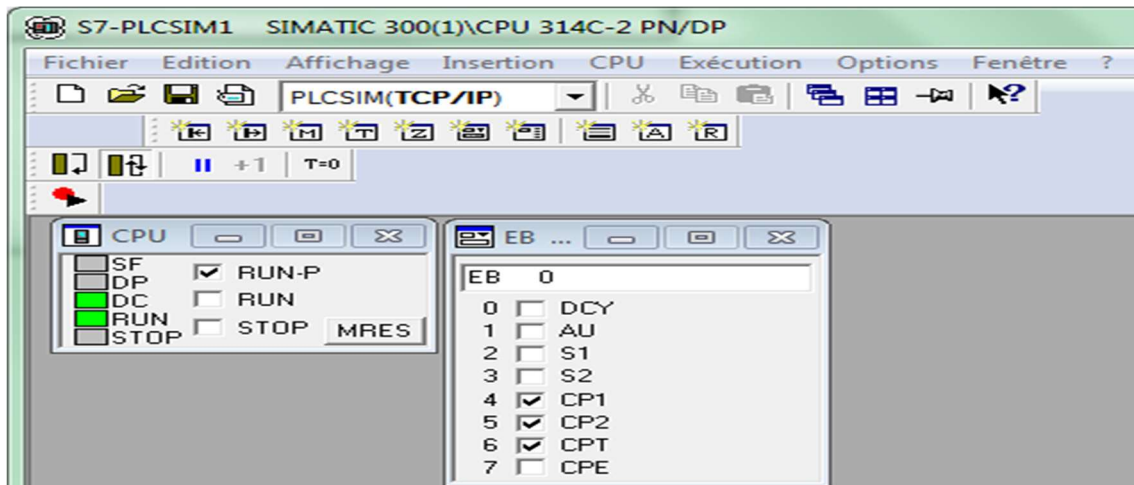 S7-PLCSIM1 SIMATIC 300(1)\CPU 314C-2 PN/DP
Fichier Edition Affichage Insertion CPU Exécution Options Fenêtre ?
PLCSIM(TCP/IP)
+1 T=0
CPU
SF
DP
DC
RUN
STOP
RUN-P
RUN
STOP MRES
EB ...
EB 0
0 DCY
1 AU
2 S1
3 S2
4 CP1
5 CP2
6 CPT
7 CPE